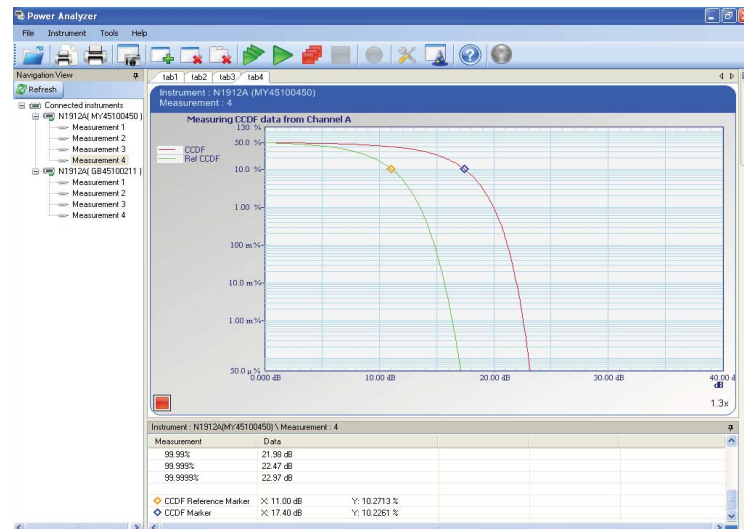 Power Analyzer
File Instrument Tools Help
Navigation View
tab1 tab2 tab3 tab4
Refresh
Connected instruments
N1912A( MY45100450 )
Measurement 1
Measurement 2
Measurement 3
Measurement 4
N1912A( GB45100211 )
Measurement 1
Measurement 2
Measurement 3
Measurement 4
Instrument : N1912A (MY45100450)
Measurement : 4
Measuring CCDF data from Channel A
CCDF
Ref CCDF
130 %
50.0 %
10.0 %
1.00 %
100 m%
10.0 m%
1.00 m%
50.0 µ%
0.000 dB 10.00 dB 20.00 dB 30.00 dB 40.00 d
dB
1.3x
Instrument : N1912A(MY45100450) \ Measurement : 4
Measurement Data
99.99% 21.98 dB
99.999% 22.47 dB
99.9999% 22.97 dB
CCDF Reference Marker X: 11.00 dB Y: 10.2713 %
CCDF Marker X: 17.40 dB Y: 10.2261 %